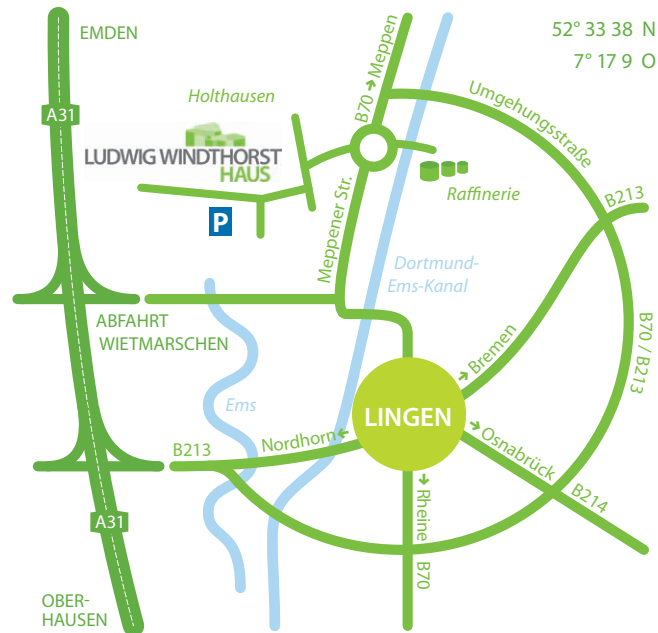 EMDEN
52° 33 38 N
7° 17 9 O
B70 → Meppen
Holthausen
Umgehungsstraße
A31
LUDWIG WINDTHORST
HAUS
Raffinerie
B213
P
Meppener Str.
Dortmund-
Ems-Kanal
ABFAHRT
WIETMARSCHEN
B70 / B213
→ Bremen
Ems
LINGEN
B213
Nordhorn ←
→ Osnabrück
B214
→ Rheine
B70
A31
OBER-
HAUSEN